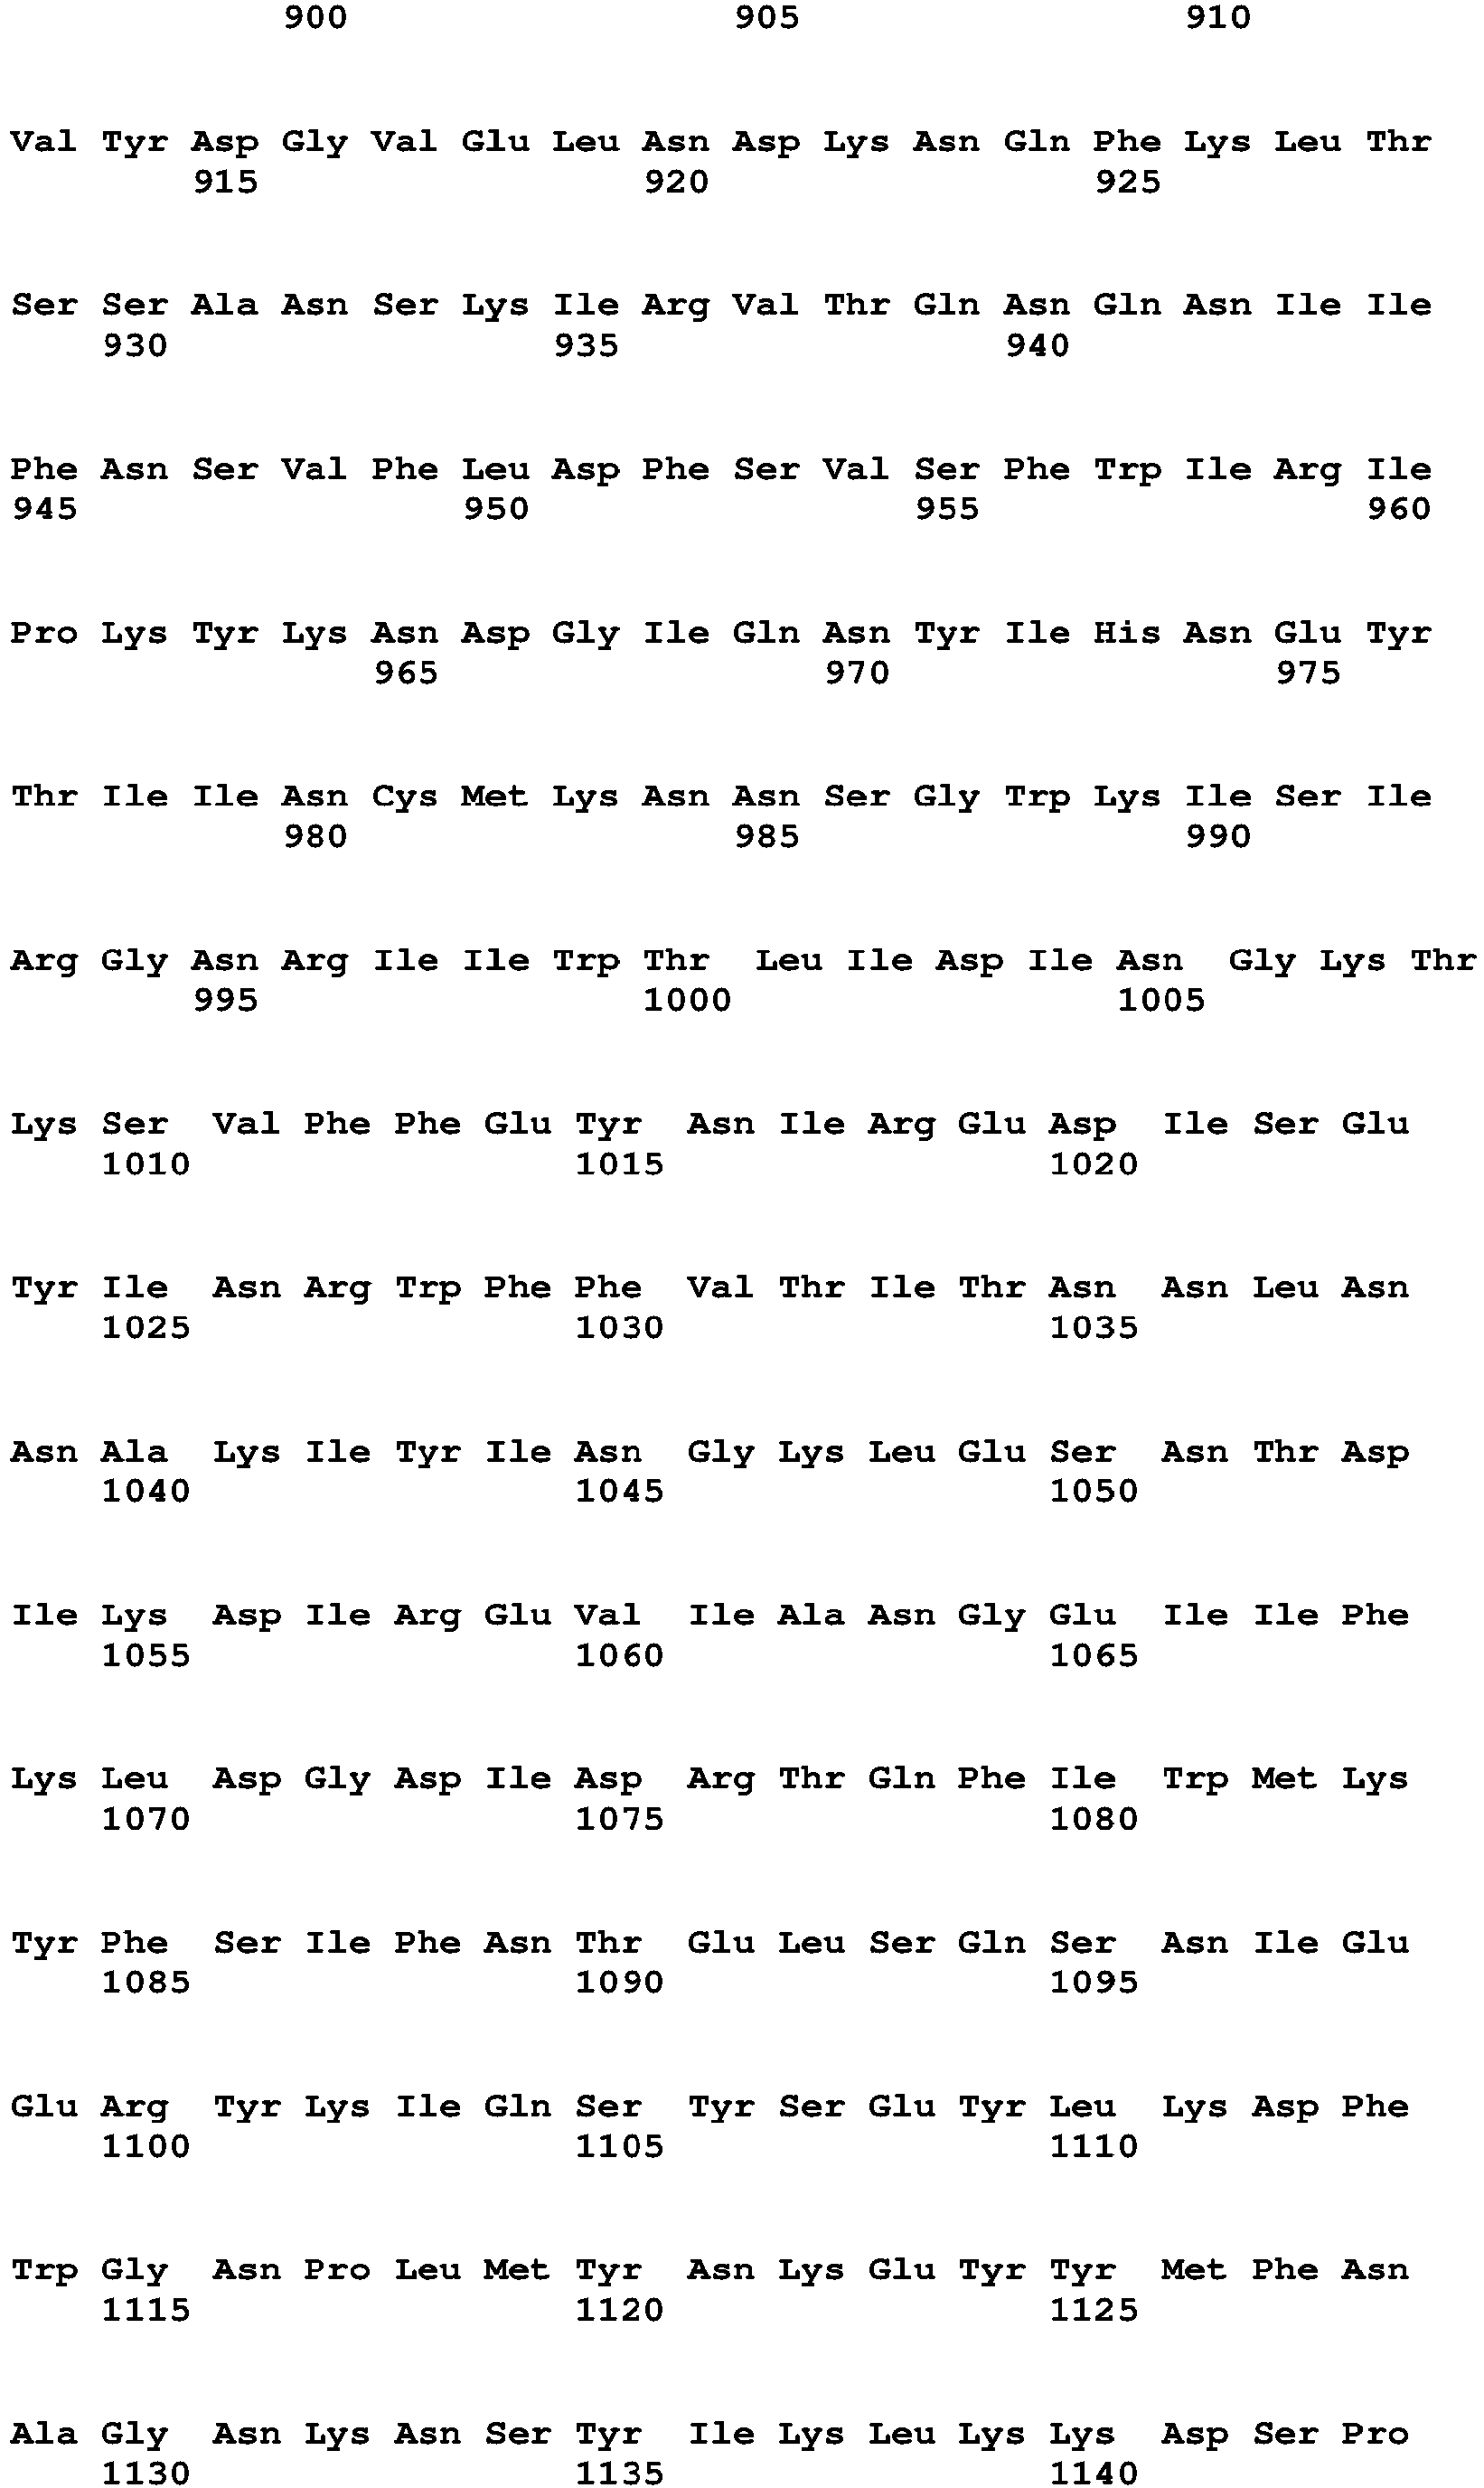 900 905 910
Val Tyr Asp Gly Val Glu Leu Asn Asp Lys Asn Gln Phe Lys Leu Thr
915 920 925
Ser Ser Ala Asn Ser Lys Ile Arg Val Thr Gln Asn Gln Asn Ile Ile
930 935 940
Phe Asn Ser Val Phe Leu Asp Phe Ser Val Ser Phe Trp Ile Arg Ile
945 950 955 960
Pro Lys Tyr Lys Asn Asp Gly Ile Gln Asn Tyr Ile His Asn Glu Tyr
965 970 975
Thr Ile Ile Asn Cys Met Lys Asn Asn Ser Gly Trp Lys Ile Ser Ile
980 985 990
Arg Gly Asn Arg Ile Ile Trp Thr Leu Ile Asp Ile Asn Gly Lys Thr
995 1000 1005
Lys Ser Val Phe Phe Glu Tyr Asn Ile Arg Glu Asp Ile Ser Glu
1010 1015 1020
Tyr Ile Asn Arg Trp Phe Phe Val Thr Ile Thr Asn Asn Leu Asn
1025 1030 1035
Asn Ala Lys Ile Tyr Ile Asn Gly Lys Leu Glu Ser Asn Thr Asp
1040 1045 1050
Ile Lys Asp Ile Arg Glu Val Ile Ala Asn Gly Glu Ile Ile Phe
1055 1060 1065
Lys Leu Asp Gly Asp Ile Asp Arg Thr Gln Phe Ile Trp Met Lys
1070 1075 1080
Tyr Phe Ser Ile Phe Asn Thr Glu Leu Ser Gln Ser Asn Ile Glu
1085 1090 1095
Glu Arg Tyr Lys Ile Gln Ser Tyr Ser Glu Tyr Leu Lys Asp Phe
1100 1105 1110
Trp Gly Asn Pro Leu Met Tyr Asn Lys Glu Tyr Tyr Met Phe Asn
1115 1120 1125
Ala Gly Asn Lys Asn Ser Tyr Ile Lys Leu Lys Lys Asp Ser Pro
1130 1135 1140